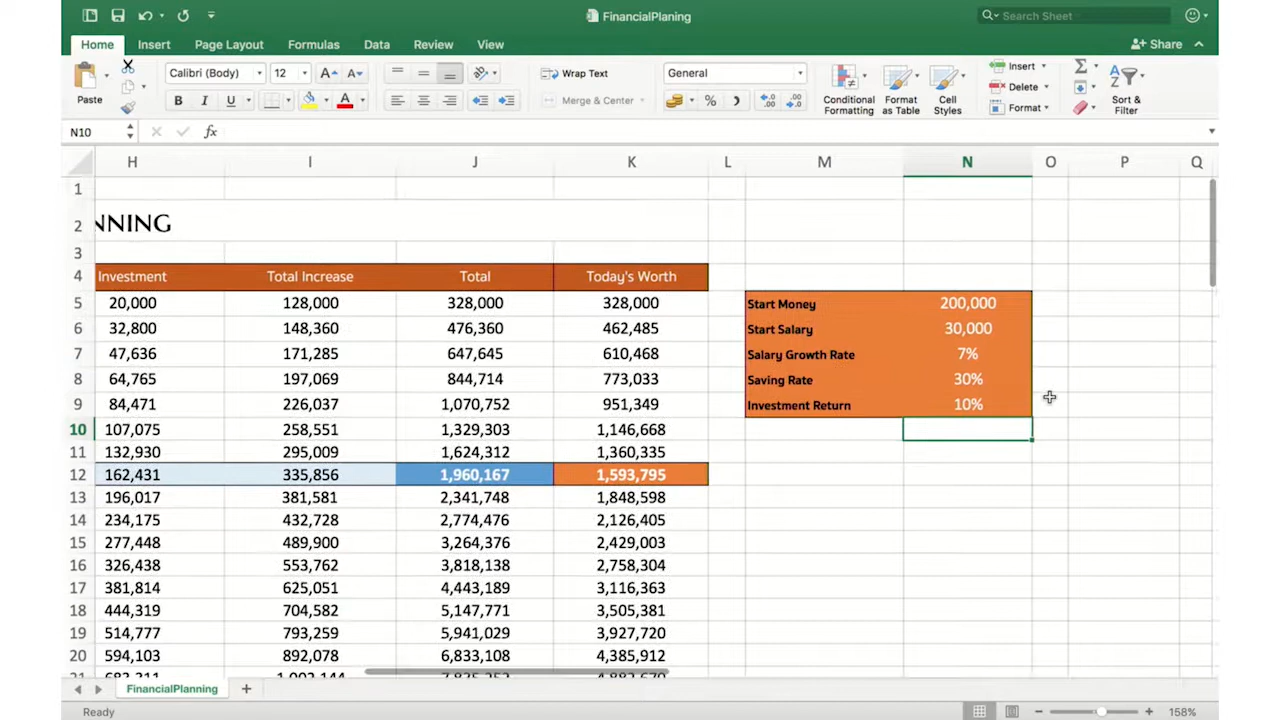 FinancialPlaning
Search Sheet
Home Insert Page Layout Formulas Data Review View Share
Paste
Calibri (Body) 12 A A
B I U A
Wrap Text
Merge & Center
General
% )
Conditional Formatting
Format as Table
Cell Styles
Insert
Delete
Format
Σ
A Z
Sort & Filter
N10 fx
H I J K L M N O P Q
1
2 NNING
3
4 Investment Total Increase Total Today's Worth
5 20,000 128,000 328,000 328,000 Start Money 200,000
6 32,800 148,360 476,360 462,485 Start Salary 30,000
7 47,636 171,285 647,645 610,468 Salary Growth Rate 7%
8 64,765 197,069 844,714 773,033 Saving Rate 30%
9 84,471 226,037 1,070,752 951,349 Investment Return 10%
10 107,075 258,551 1,329,303 1,146,668
11 132,930 295,009 1,624,312 1,360,335
12 162,431 335,856 1,960,167 1,593,795
13 196,017 381,581 2,341,748 1,848,598
14 234,175 432,728 2,774,476 2,126,405
15 277,448 489,900 3,264,376 2,429,003
16 326,438 553,762 3,818,138 2,758,304
17 381,814 625,051 4,443,189 3,116,363
18 444,319 704,582 5,147,771 3,505,381
19 514,777 793,259 5,941,029 3,927,720
20 594,103 892,078 6,833,108 4,385,912
FinancialPlanning +
Ready 158%